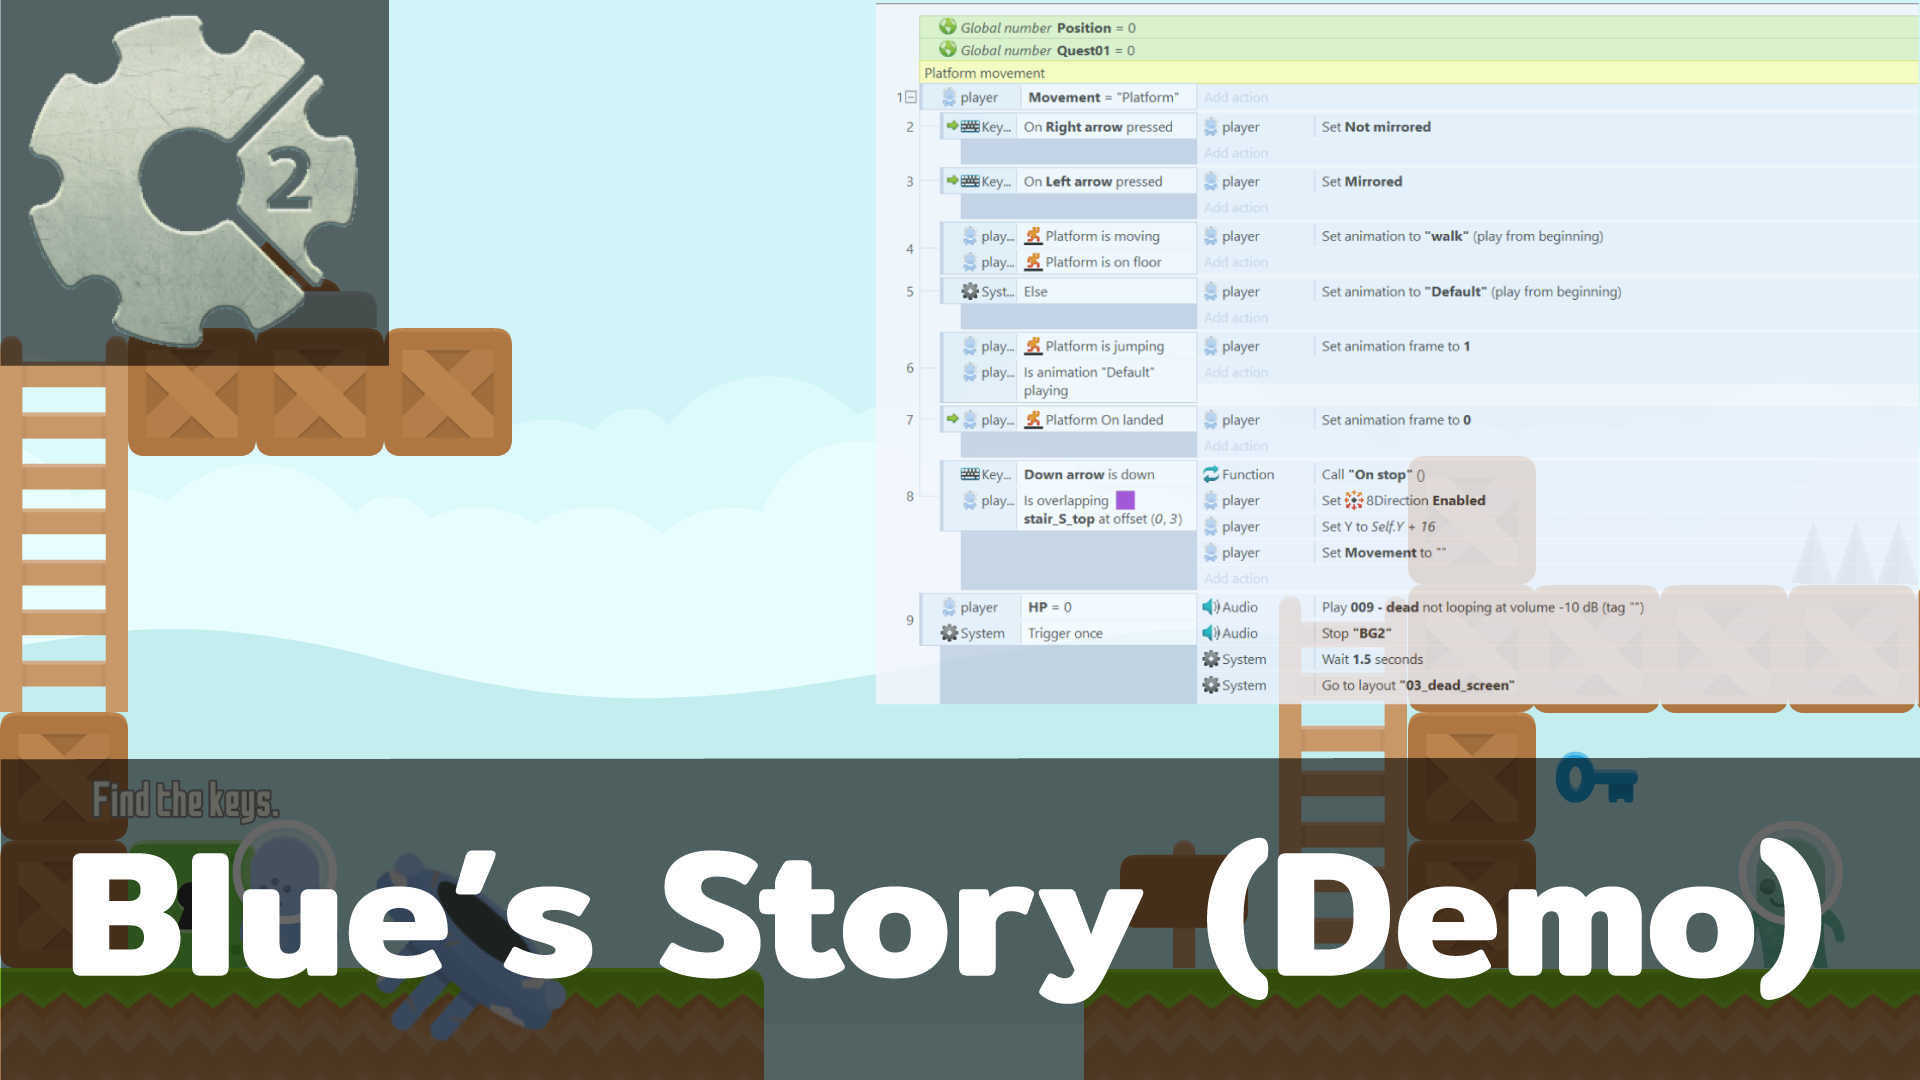 2
Global number Position = 0
Global number Quest01 = 0
Platform movement
1 player Movement = "Platform" Add action
2 Key... On Right arrow pressed player Set Not mirrored
Add action
3 Key... On Left arrow pressed player Set Mirrored
Add action
4 play... Platform is moving player Set animation to "walk" (play from beginning)
play... Platform is on floor Add action
5 Syst... Else player Set animation to "Default" (play from beginning)
Add action
6 play... Platform is jumping player Set animation frame to 1
play... Is animation "Default" Add action
playing
7 play... Platform On landed player Set animation frame to 0
Add action
8 Key... Down arrow is down Function Call "On stop" ()
play... Is overlapping player Set 8Direction Enabled
stair_S_top at offset (0, 3) player Set Y to Self.Y + 16
player Set Movement to ""
Add action
9 player HP = 0 Audio Play 009 - dead not looping at volume -10 dB (tag "")
System Trigger once Audio Stop "BG2"
System Wait 1.5 seconds
System Go to layout "03_dead_screen"
Find the keys.
Blue's Story (Demo)